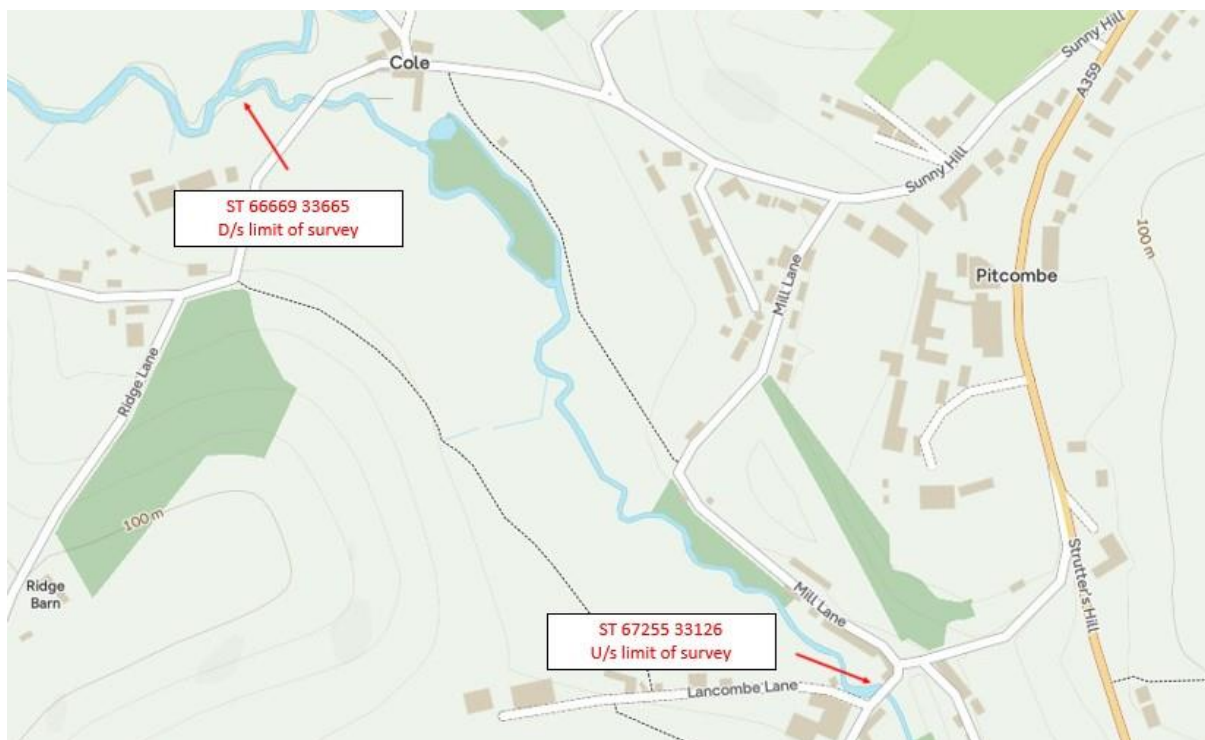 Sunny Hill
Cole
A359
ST 66669 33665
D/s limit of survey
Sunny Hill
100 m
Pitcombe
Mill Lane
Ridge Lane
100 m
Ridge
Barn
Strutter's Hill
Mill Lane
ST 67255 33126
U/s limit of survey
Lancombe Lane